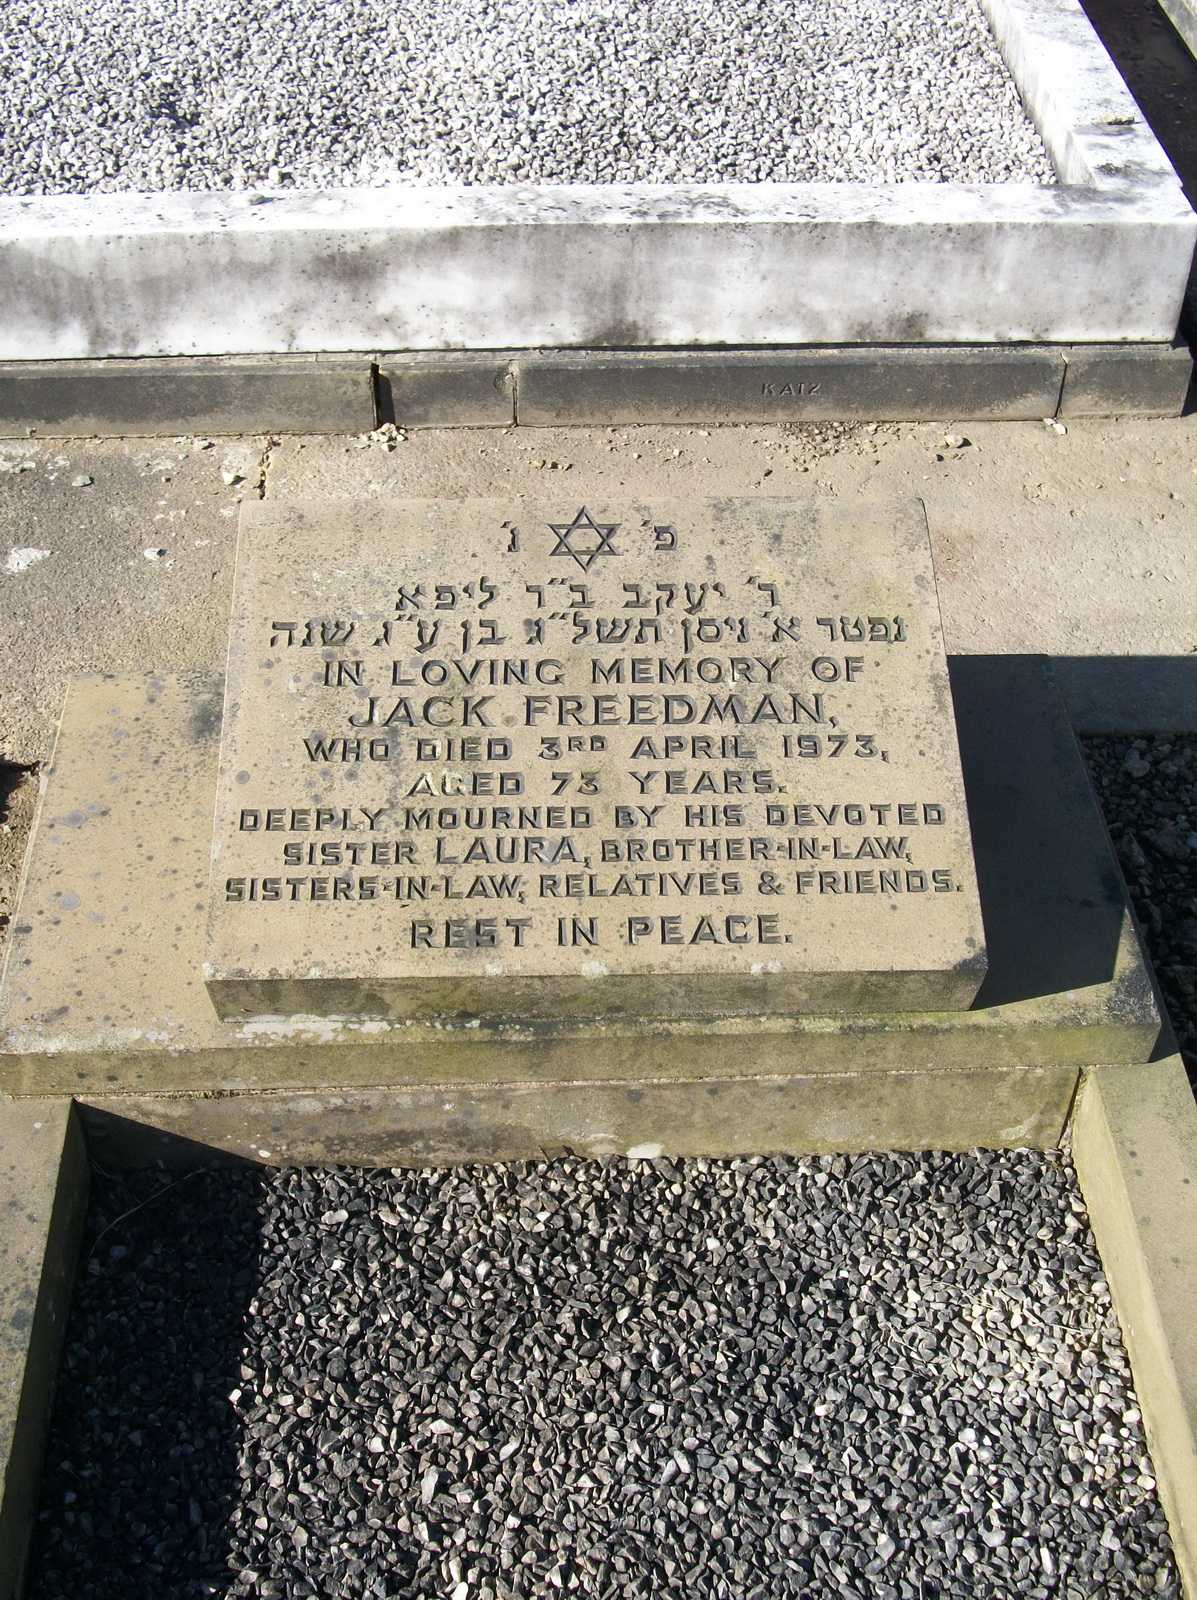 KATZ
פ׳ נ׳
ר׳ יעקב ב״ר ליפא
נפטר א׳ ניסן תשל״ג בן ע״ג שנה
IN LOVING MEMORY OF
JACK FREEDMAN,
WHO DIED 3RD APRIL 1973,
AGED 73 YEARS.
DEEPLY MOURNED BY HIS DEVOTED
SISTER LAURA, BROTHER-IN-LAW,
SISTERS-IN-LAW, RELATIVES & FRIENDS.
REST IN PEACE.